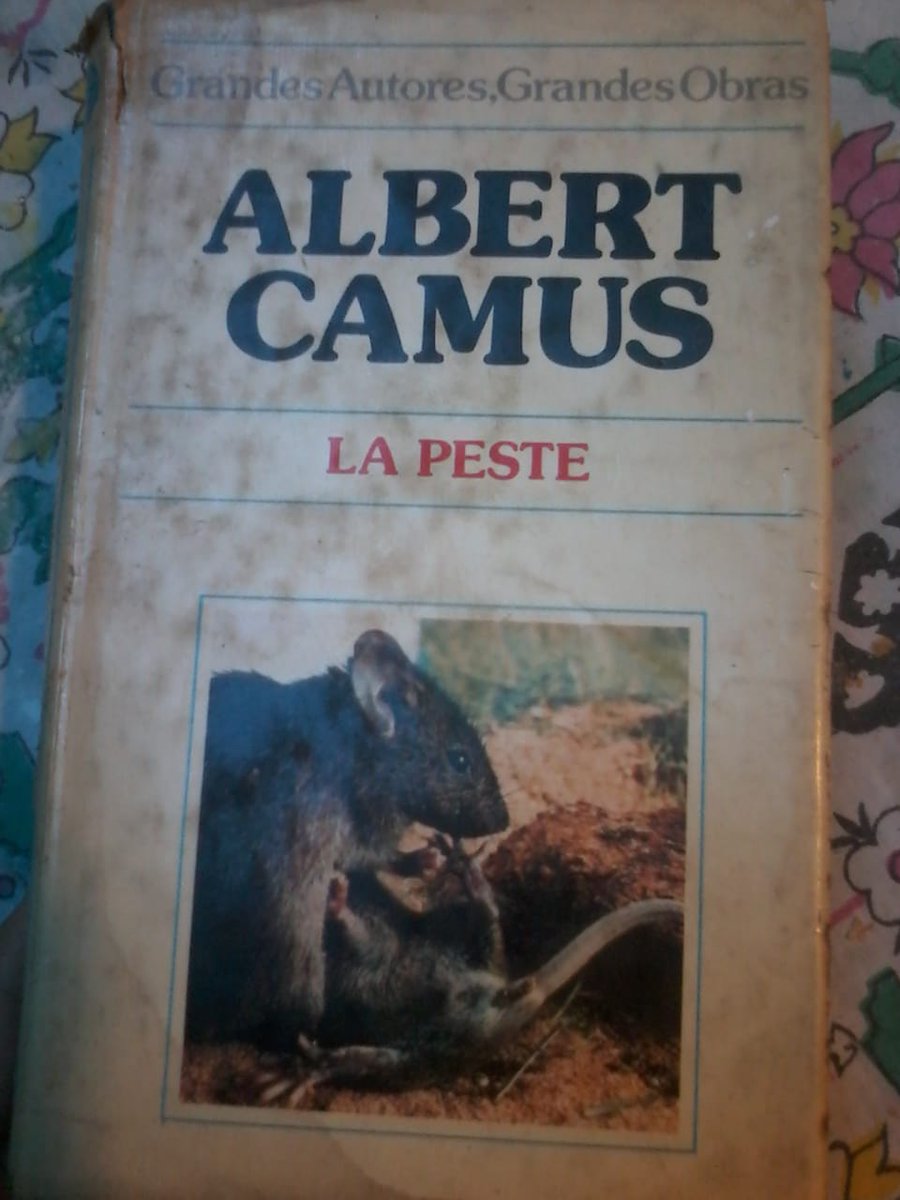 Grandes Autores, Grandes Obras
ALBERT
CAMUS
LA PESTE